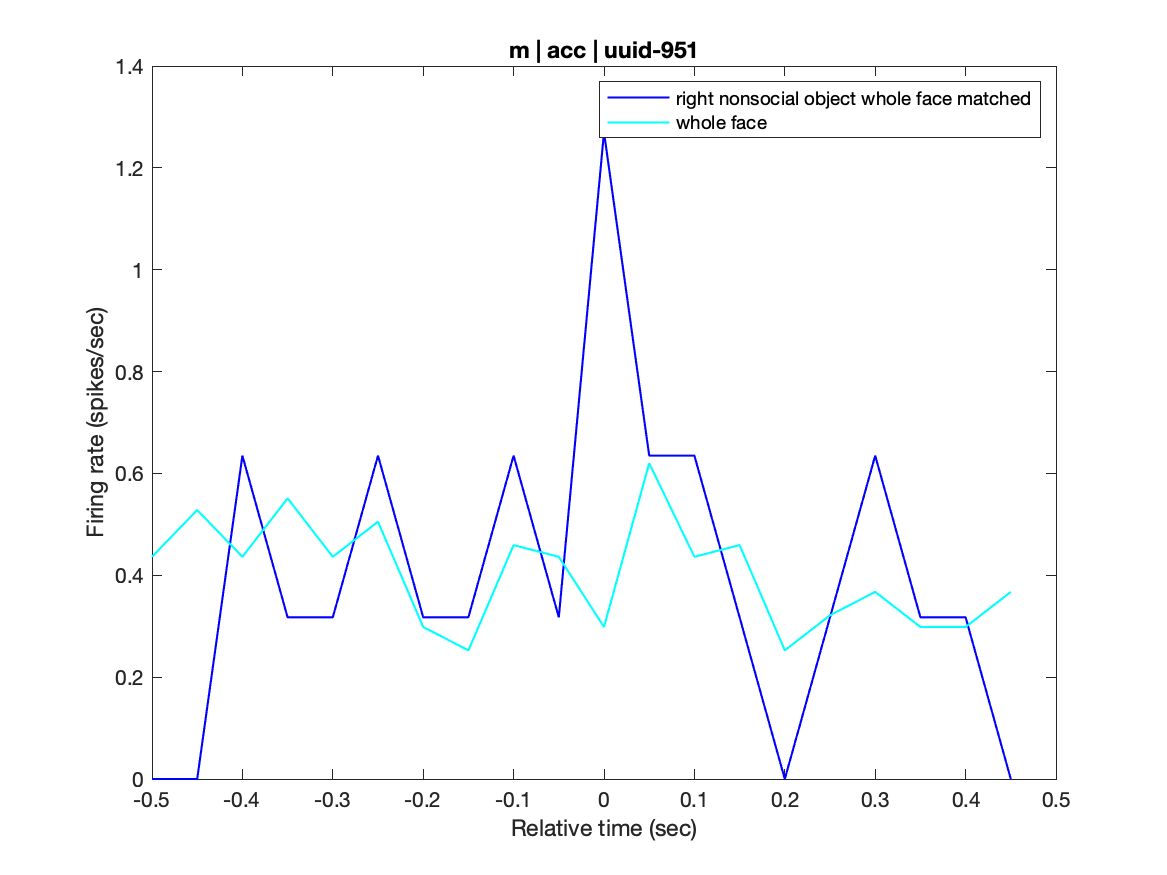 m | acc | uuid-951
right nonsocial object whole face matched
whole face
1.4
1.2
1
0.8
0.6
0.4
0.2
0
Firing rate (spikes/sec)
-0.5 -0.4 -0.3 -0.2 -0.1 0 0.1 0.2 0.3 0.4 0.5
Relative time (sec)